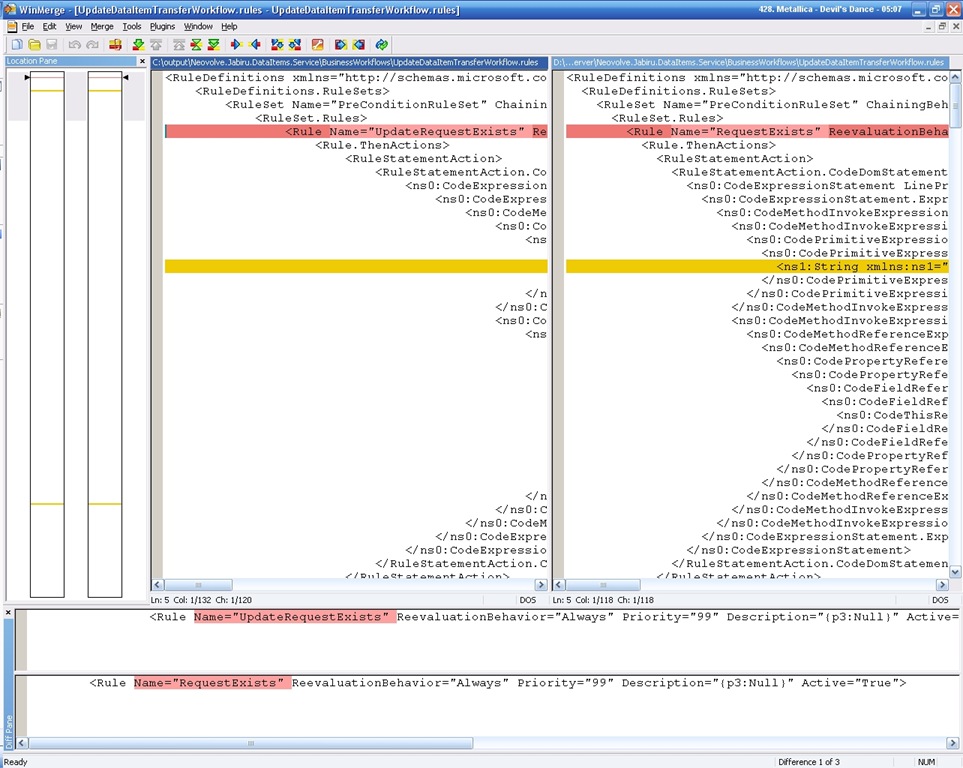 WinMerge - [UpdateDataItemTransferWorkflow.rules - UpdateDataItemTransferWorkflow.rules]
428. Metallica - Devil's Dance - 05:07
File Edit View Merge Tools Plugins Window Help
Location Pane
C:\output\Neovolve.Jabiru.DataItems.Service\BusinessWorkflows\UpdateDataItemTransferWorkflow.rules
<RuleDefinitions xmlns="http://schemas.microsoft.co
<RuleDefinitions.RuleSets>
<RuleSet Name="PreConditionRuleSet" Chainin
<RuleSet.Rules>
<Rule Name="UpdateRequestExists" Re
<Rule.ThenActions>
<RuleStatementAction>
<RuleStatementAction.Co
<ns0:CodeExpression
<ns0:CodeExpres
<ns0:CodeMe
<ns0:Co
<ns
</n
</ns0:C
<ns0:Co
<ns
</n
</ns0:C
</ns0:CodeM
</ns0:CodeExpre
</ns0:CodeExpressio
</RuleStatementAction.C
</RuleStatementAction>
Ln: 5 Col: 1/132 Ch: 1/120
DOS
D:\...erver\Neovolve.Jabiru.DataItems.Service\BusinessWorkflows\UpdateDataItemTransferWorkflow.rules
<RuleDefinitions xmlns="http://schemas.microsoft.co
<RuleDefinitions.RuleSets>
<RuleSet Name="PreConditionRuleSet" ChainingBeh
<RuleSet.Rules>
<Rule Name="RequestExists" ReevaluationBeha
<Rule.ThenActions>
<RuleStatementAction>
<RuleStatementAction.CodeDomStatement
<ns0:CodeExpressionStatement LinePr
<ns0:CodeExpressionStatement.Expr
<ns0:CodeMethodInvokeExpression
<ns0:CodeMethodInvokeExpressi
<ns0:CodePrimitiveExpressio
<ns0:CodePrimitiveExpress
<ns1:String xmlns:ns1="
</ns0:CodePrimitiveExpres
</ns0:CodePrimitiveExpressi
</ns0:CodeMethodInvokeExpress
<ns0:CodeMethodInvokeExpressi
<ns0:CodeMethodReferenceExp
<ns0:CodeMethodReferenceE
<ns0:CodePropertyRefere
<ns0:CodePropertyRefe
<ns0:CodeFieldRefer
<ns0:CodeFieldRef
<ns0:CodeThisRe
</ns0:CodeFieldRe
</ns0:CodeFieldRefe
</ns0:CodePropertyRef
</ns0:CodePropertyRefer
</ns0:CodeMethodReference
</ns0:CodeMethodReferenceEx
</ns0:CodeMethodInvokeExpress
</ns0:CodeMethodInvokeExpressio
</ns0:CodeExpressionStatement.Exp
</ns0:CodeExpressionStatement>
</RuleStatementAction.CodeDomStatemen
</RuleStatementAction>
Ln: 5 Col: 1/118 Ch: 1/118
DOS
Diff Pane
<Rule Name="UpdateRequestExists" ReevaluationBehavior="Always" Priority="99" Description="{p3:Null}" Active=
<Rule Name="RequestExists" ReevaluationBehavior="Always" Priority="99" Description="{p3:Null}" Active="True">
Ready
Difference 1 of 3
NUM